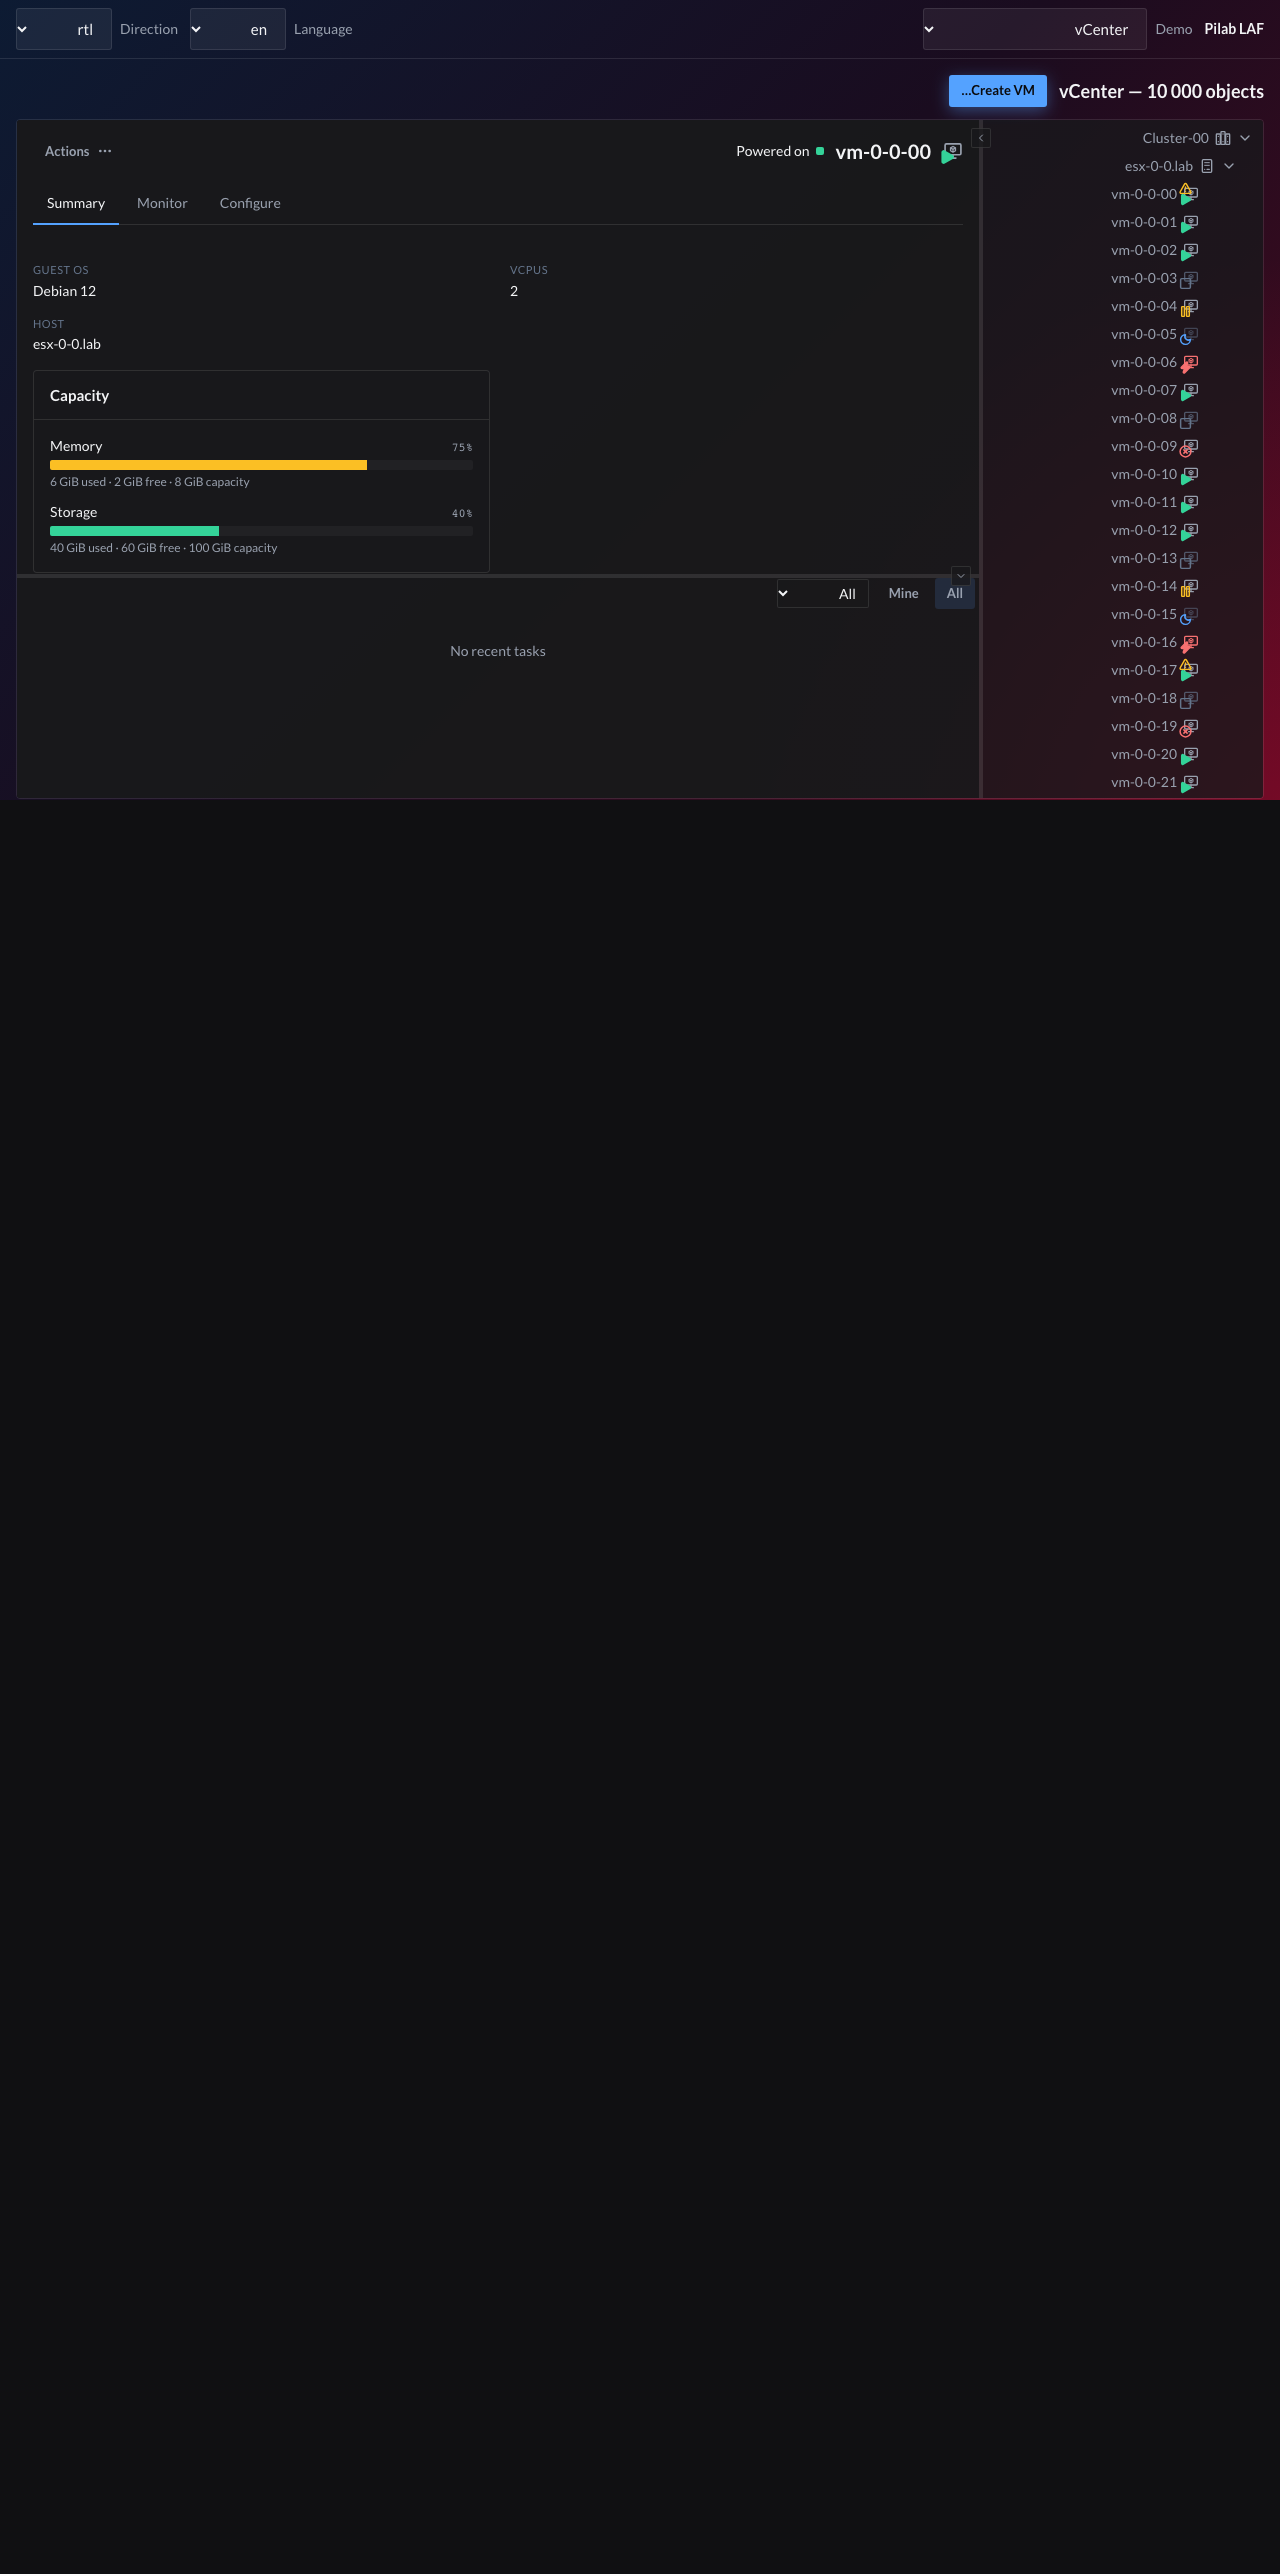 Pilab LAF Demo vCenter
Language en Direction rtl
vCenter — 10 000 objects
...Create VM
Cluster-00
esx-0-0.lab
vm-0-0-00
vm-0-0-01
vm-0-0-02
vm-0-0-03
vm-0-0-04
vm-0-0-05
vm-0-0-06
vm-0-0-07
vm-0-0-08
vm-0-0-09
vm-0-0-10
vm-0-0-11
vm-0-0-12
vm-0-0-13
vm-0-0-14
vm-0-0-15
vm-0-0-16
vm-0-0-17
vm-0-0-18
vm-0-0-19
vm-0-0-20
vm-0-0-21
vm-0-0-00 Powered on
Actions
Summary Monitor Configure
GUEST OS
Debian 12
VCPUS
2
HOST
esx-0-0.lab
Capacity
Memory 75%
6 GiB used · 2 GiB free · 8 GiB capacity
Storage 40%
40 GiB used · 60 GiB free · 100 GiB capacity
All Mine All
No recent tasks